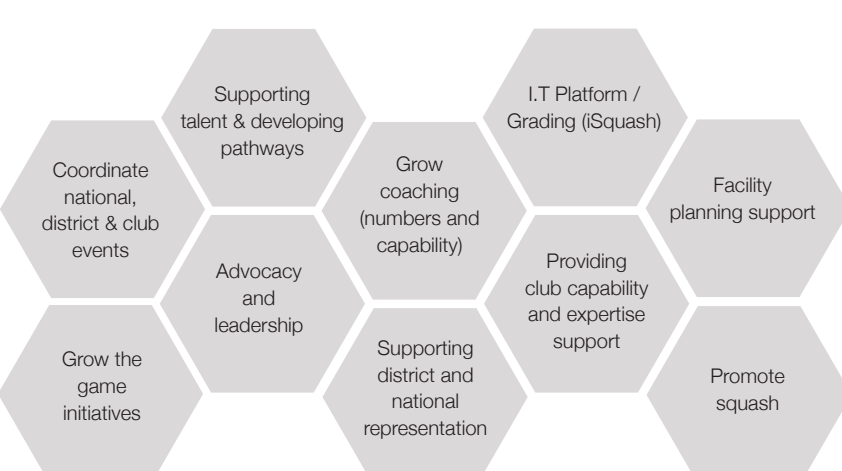 Supporting
talent & developing
pathways
I.T Platform /
Grading (iSquash)
Coordinate
national,
district & club
events
Grow
coaching
(numbers and
capability)
Facility
planning support
Advocacy
and
leadership
Providing
club capability
and expertise
support
Grow the
game
initiatives
Supporting
district and
national
representation
Promote
squash